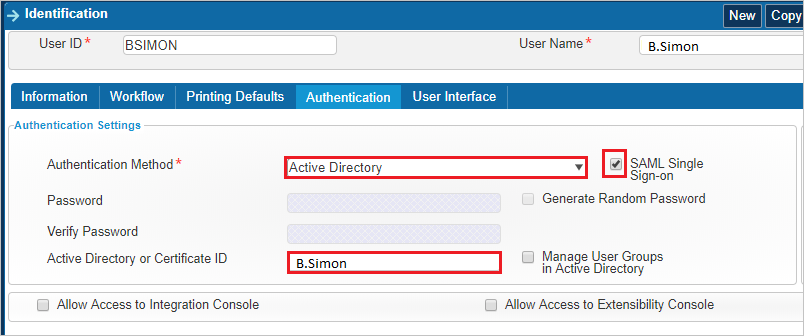 Identification New Copy
User ID * BSIMON User Name * B.Simon
Information Workflow Printing Defaults Authentication User Interface
Authentication Settings
Authentication Method * Active Directory SAML Single
Sign-on
Password Generate Random Password
Verify Password
Active Directory or Certificate ID B.Simon Manage User Groups
in Active Directory
Allow Access to Integration Console Allow Access to Extensibility Console